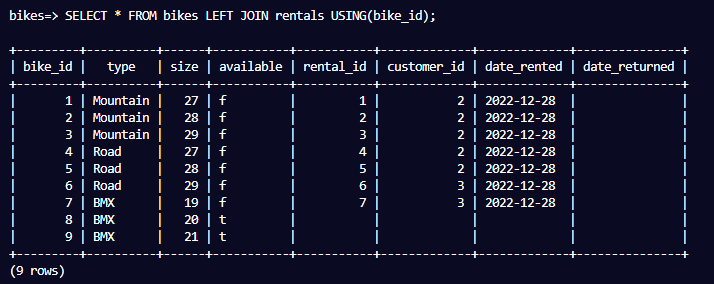 bikes=> SELECT * FROM bikes LEFT JOIN rentals USING(bike_id);

+---------+----------+------+-----------+-----------+-------------+-------------+---------------+
| bike_id |   type   | size | available | rental_id | customer_id | date_rented | date_returned |
+---------+----------+------+-----------+-----------+-------------+-------------+---------------+
|       1 | Mountain |   27 | f         |         1 |           2 | 2022-12-28  |               |
|       2 | Mountain |   28 | f         |         2 |           2 | 2022-12-28  |               |
|       3 | Mountain |   29 | f         |         3 |           2 | 2022-12-28  |               |
|       4 | Road     |   27 | f         |         4 |           2 | 2022-12-28  |               |
|       5 | Road     |   28 | f         |         5 |           2 | 2022-12-28  |               |
|       6 | Road     |   29 | f         |         6 |           3 | 2022-12-28  |               |
|       7 | BMX      |   19 | f         |         7 |           3 | 2022-12-28  |               |
|       8 | BMX      |   20 | t         |           |             |             |               |
|       9 | BMX      |   21 | t         |           |             |             |               |
+---------+----------+------+-----------+-----------+-------------+-------------+---------------+
(9 rows)